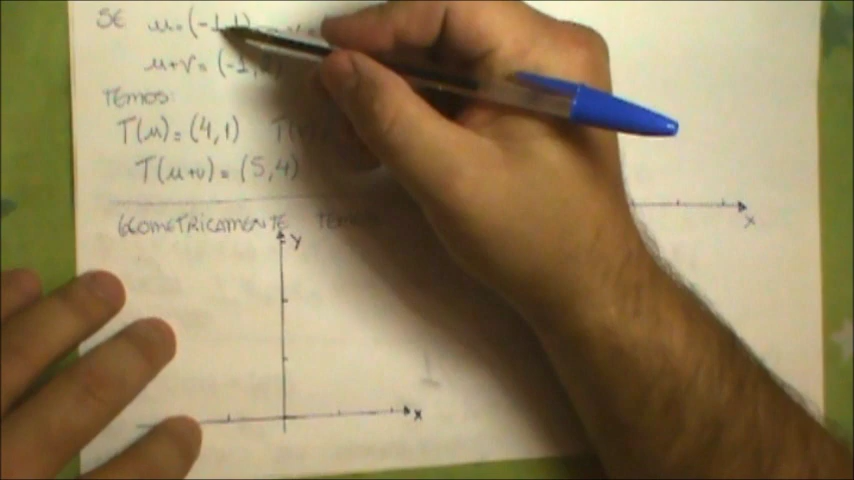 SE u=(-1,1) v=
u+v=(-1,
TEMOS:
T(u)=(4,1) T(
T(u+v)=(5,4)
GEOMETRICAMENTE TEMOS
Y
X
X